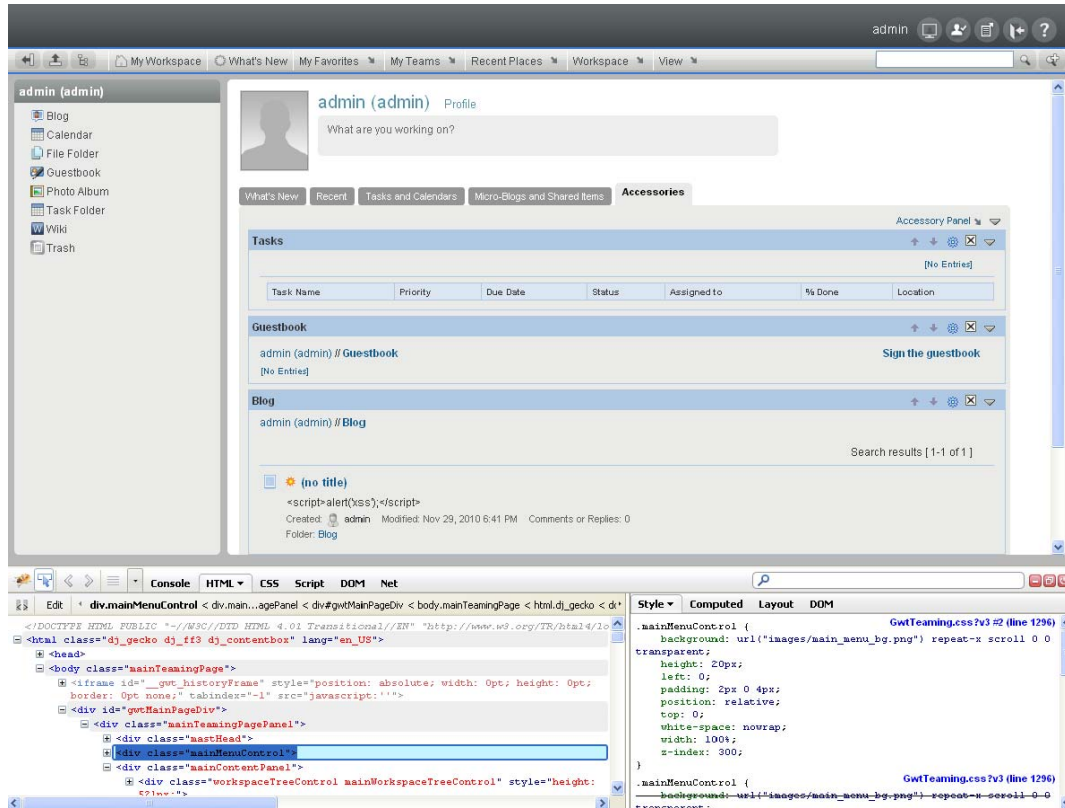 admin
My Workspace What's New My Favorites My Teams Recent Places Workspace View
admin (admin)
Blog
Calendar
File Folder
Guestbook
Photo Album
Task Folder
Wiki
Trash
admin (admin) Profile
What are you working on?
What's New Recent Tasks and Calendars Micro-Blogs and Shared Items Accessories
Accessory Panel
Tasks
[No Entries]
Task Name Priority Due Date Status Assigned to % Done Location
Guestbook
admin (admin) // Guestbook Sign the guestbook
[No Entries]
Blog
admin (admin) // Blog
Search results [ 1-1 of 1 ]
(no title)
<script>alert('xss');</script>
Created: admin Modified: Nov 29, 2010 6:41 PM Comments or Replies: 0
Folder: Blog
Console HTML CSS Script DOM Net
Edit div.mainMenuControl < div.main...agePanel < div#gwtMainPageDiv < body.mainTeamingPage < html.dj_gecko
<!DOCTYPE HTML PUBLIC "-//W3C//DTD HTML 4.01 Transitional//EN" "http://www.w3.org/TR/html4/lo
<html class="dj_gecko dj_ff3 dj_contentbox" lang="en_US">
<head>
<body class="mainTeamingPage">
<iframe id="__gwt_historyFrame" style="position: absolute; width: 0pt; height: 0pt;
border: 0pt none;" tabindex="-1" src="javascript:''">
<div id="gwtMainPageDiv">
<div class="mainTeamingPagePanel">
<div class="mastHead">
<div class="mainMenuControl">
<div class="mainContentPanel">
<div class="workspaceTreeControl mainWorkspaceTreeControl" style="height:
521px;">
Style Computed Layout DOM
.mainMenuControl { GwtTeaming.css?v3 #2 (line 1296)
background: url("images/main_menu_bg.png") repeat-x scroll 0 0
transparent;
height: 20px;
left: 0;
padding: 2px 0 4px;
position: relative;
top: 0;
white-space: nowrap;
width: 100%;
z-index: 300;
}
.mainMenuControl { GwtTeaming.css?v3 (line 1296)
background: url("images/main_menu_bg.png") repeat-x scroll 0 0
transparent;